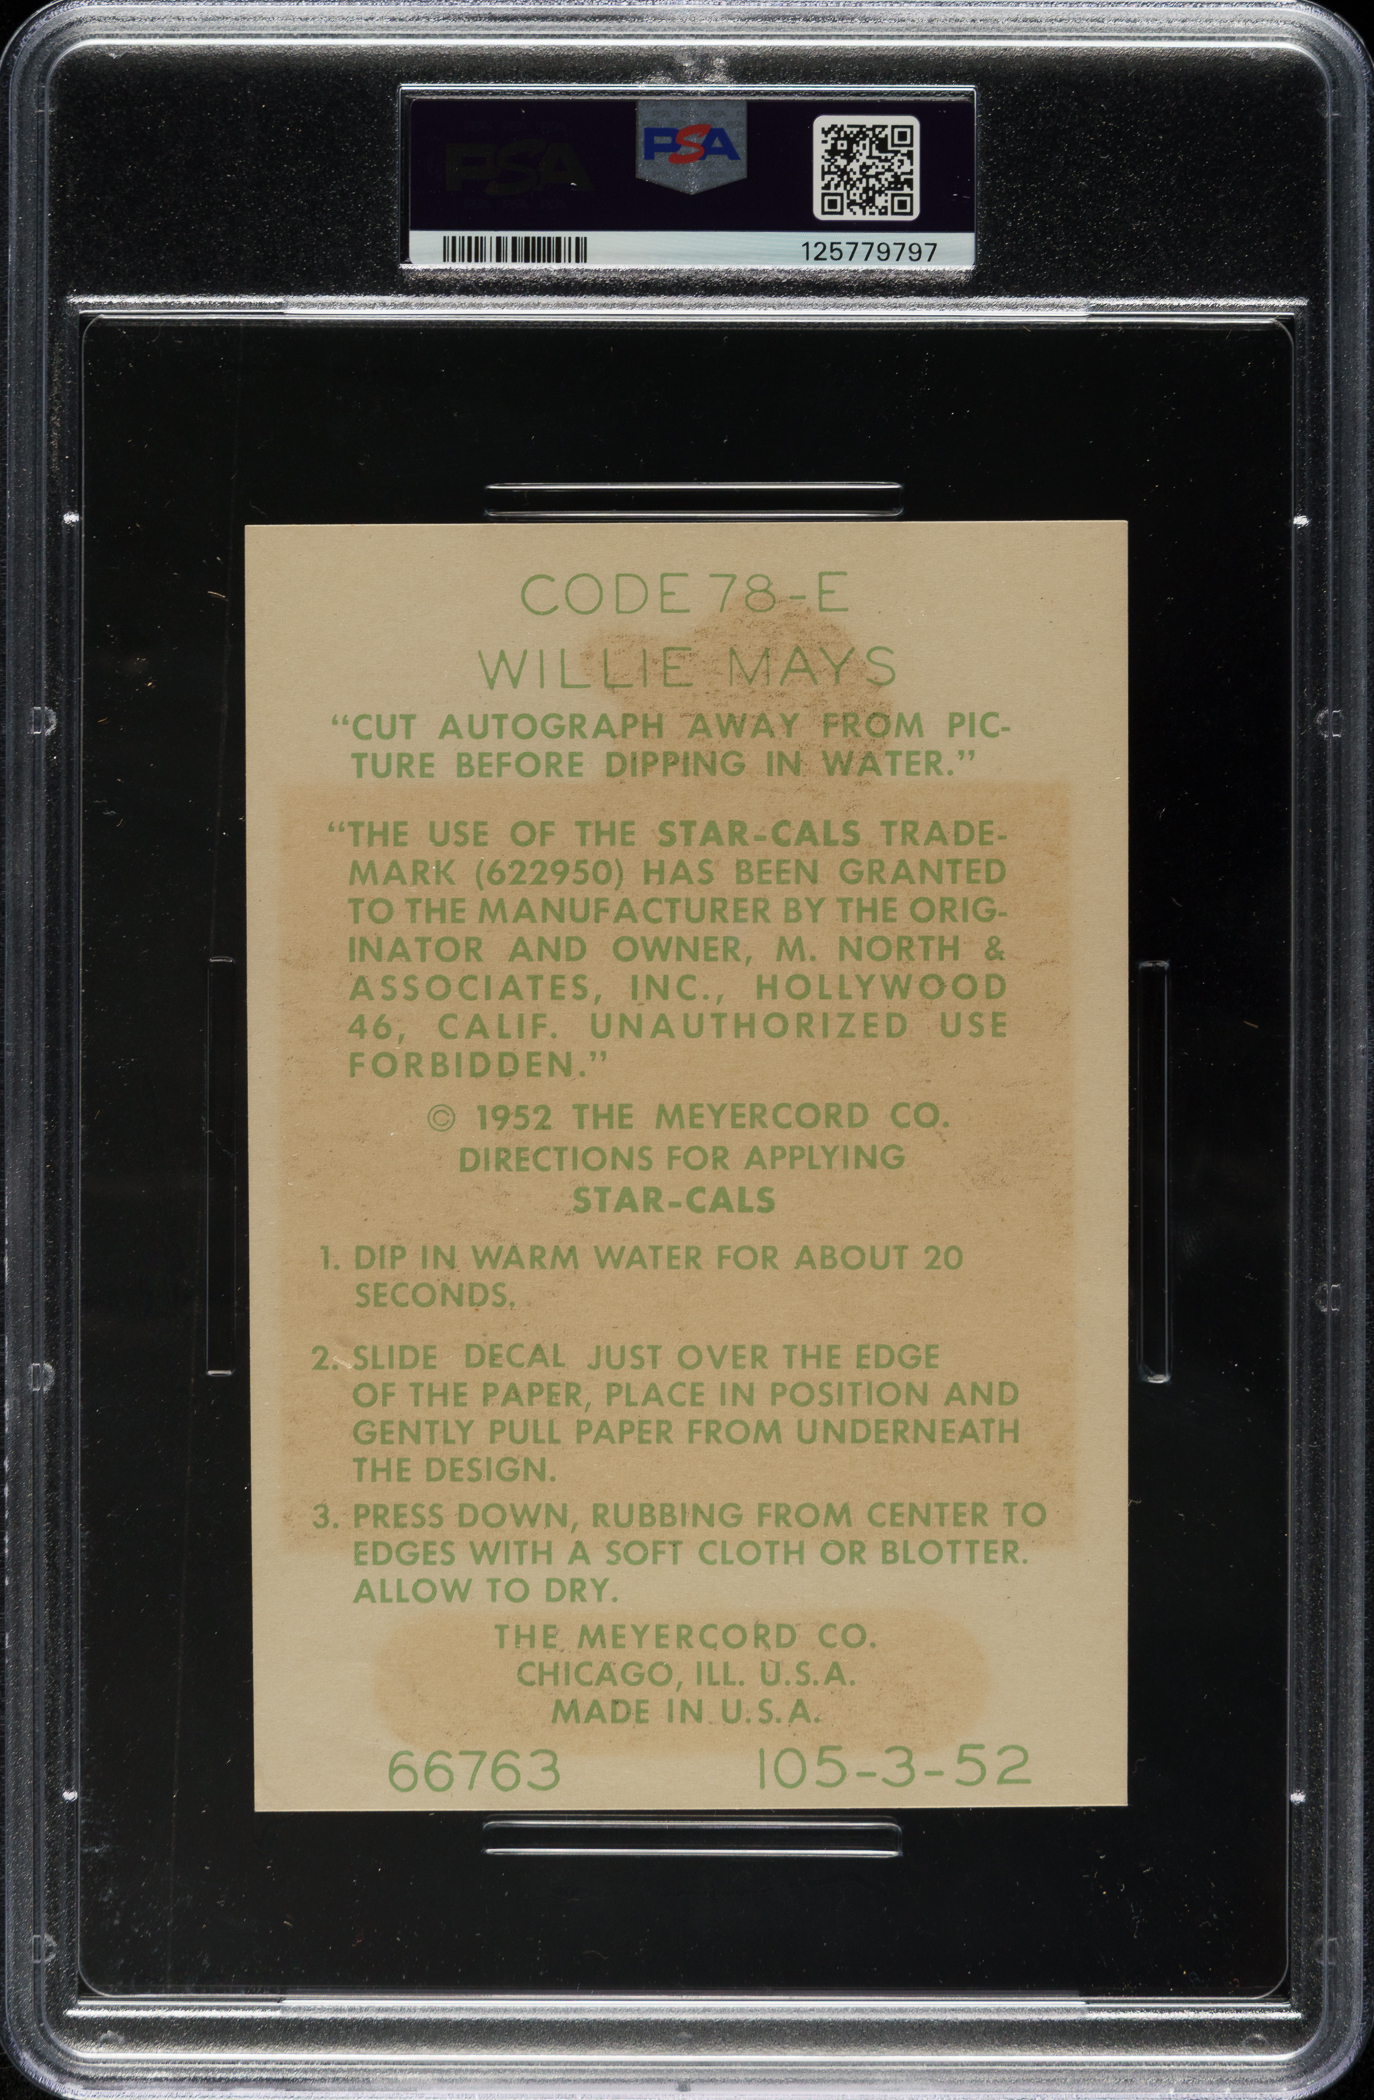 PSA
PSA
125779797
CODE 78-E
WILLIE MAYS
“CUT AUTOGRAPH AWAY FROM PIC-
TURE BEFORE DIPPING IN WATER.”
“THE USE OF THE STAR-CALS TRADE-
MARK (622950) HAS BEEN GRANTED
TO THE MANUFACTURER BY THE ORIG-
INATOR AND OWNER, M. NORTH &
ASSOCIATES, INC., HOLLYWOOD
46, CALIF. UNAUTHORIZED USE
FORBIDDEN.”
© 1952 THE MEYERCORD CO.
DIRECTIONS FOR APPLYING
STAR-CALS
1. DIP IN WARM WATER FOR ABOUT 20
SECONDS.
2. SLIDE DECAL JUST OVER THE EDGE
OF THE PAPER, PLACE IN POSITION AND
GENTLY PULL PAPER FROM UNDERNEATH
THE DESIGN.
3. PRESS DOWN, RUBBING FROM CENTER TO
EDGES WITH A SOFT CLOTH OR BLOTTER.
ALLOW TO DRY.
THE MEYERCORD CO.
CHICAGO, ILL. U.S.A.
MADE IN U.S.A.
66763 105-3-52